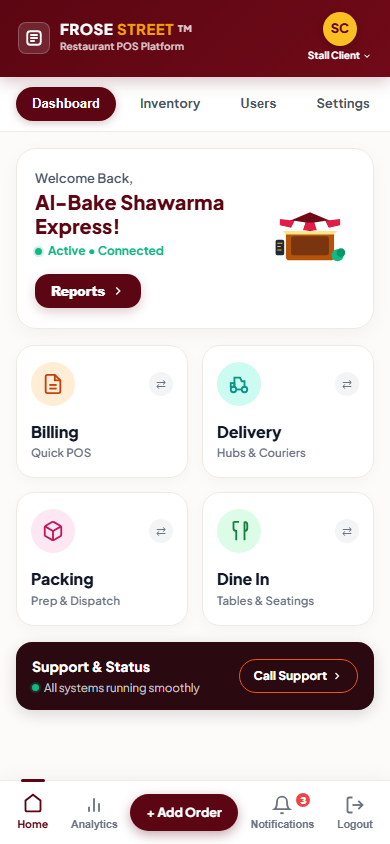 FROSE STREET ™
Restaurant POS Platform
SC
Stall Client
Dashboard
Inventory
Users
Settings
Welcome Back,
Al-Bake Shawarma
Express!
Active • Connected
Reports
Billing
Quick POS
Delivery
Hubs & Couriers
Packing
Prep & Dispatch
Dine In
Tables & Seatings
Support & Status
All systems running smoothly
Call Support
Home
Analytics
+ Add Order
3
Notifications
Logout